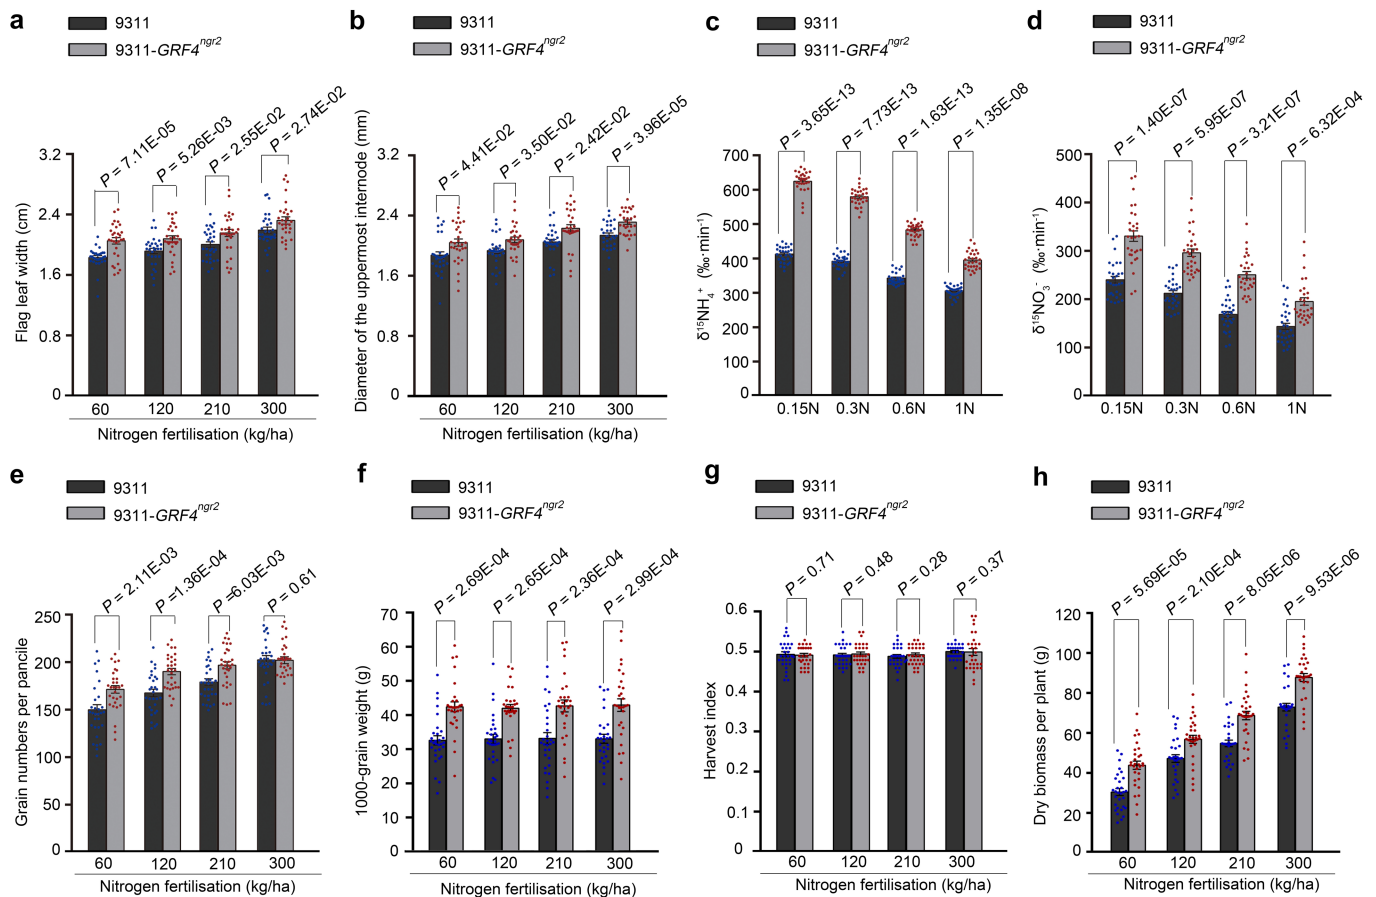 a
9311
9311-GRF4ngr2
P = 7.11E-05
P = 5.26E-03
P = 2.55E-02
P = 2.74E-02
Flag leaf width (cm)
3.2
2.4
1.6
0.8
0
60 120 210 300
Nitrogen fertilisation (kg/ha)
b
9311
9311-GRF4ngr2
P = 4.41E-02
P = 3.50E-02
P = 2.42E-02
P = 3.96E-05
Diameter of the uppermost internode (mm)
3.2
2.4
1.6
0.8
0
60 120 210 300
Nitrogen fertilisation (kg/ha)
c
9311
9311-GRF4ngr2
P = 3.65E-13
P = 7.73E-13
P = 1.63E-13
P = 1.35E-08
δ¹⁵NH₄⁺ (‰·min⁻¹)
700
600
500
400
300
200
100
0
0.15N 0.3N 0.6N 1N
d
9311
9311-GRF4ngr2
P = 1.40E-07
P = 5.95E-07
P = 3.21E-07
P = 6.32E-04
δ¹⁵NO₃⁻ (‰·min⁻¹)
500
400
300
200
100
0
0.15N 0.3N 0.6N 1N
e
9311
9311-GRF4ngr2
P = 2.11E-03
P =1.36E-04
P =6.03E-03
P = 0.61
Grain numbers per pancile
250
200
150
100
50
0
60 120 210 300
Nitrogen fertilisation (kg/ha)
f
9311
9311-GRF4ngr2
P = 2.69E-04
P = 2.65E-04
P = 2.36E-04
P = 2.99E-04
1000-grain weight (g)
70
60
50
40
30
20
10
0
60 120 210 300
Nitrogen fertilisation (kg/ha)
g
9311
9311-GRF4ngr2
P = 0.71
P = 0.48
P = 0.28
P = 0.37
Harvest index
0.6
0.5
0.4
0.3
0.2
0.1
0
60 120 210 300
Nitrogen fertilisation (kg/ha)
h
9311
9311-GRF4ngr2
P = 5.69E-05
P = 2.10E-04
P = 8.05E-06
P = 9.53E-06
Dry biomass per plant (g)
120
100
80
60
40
20
0
60 120 210 300
Nitrogen fertilisation (kg/ha)